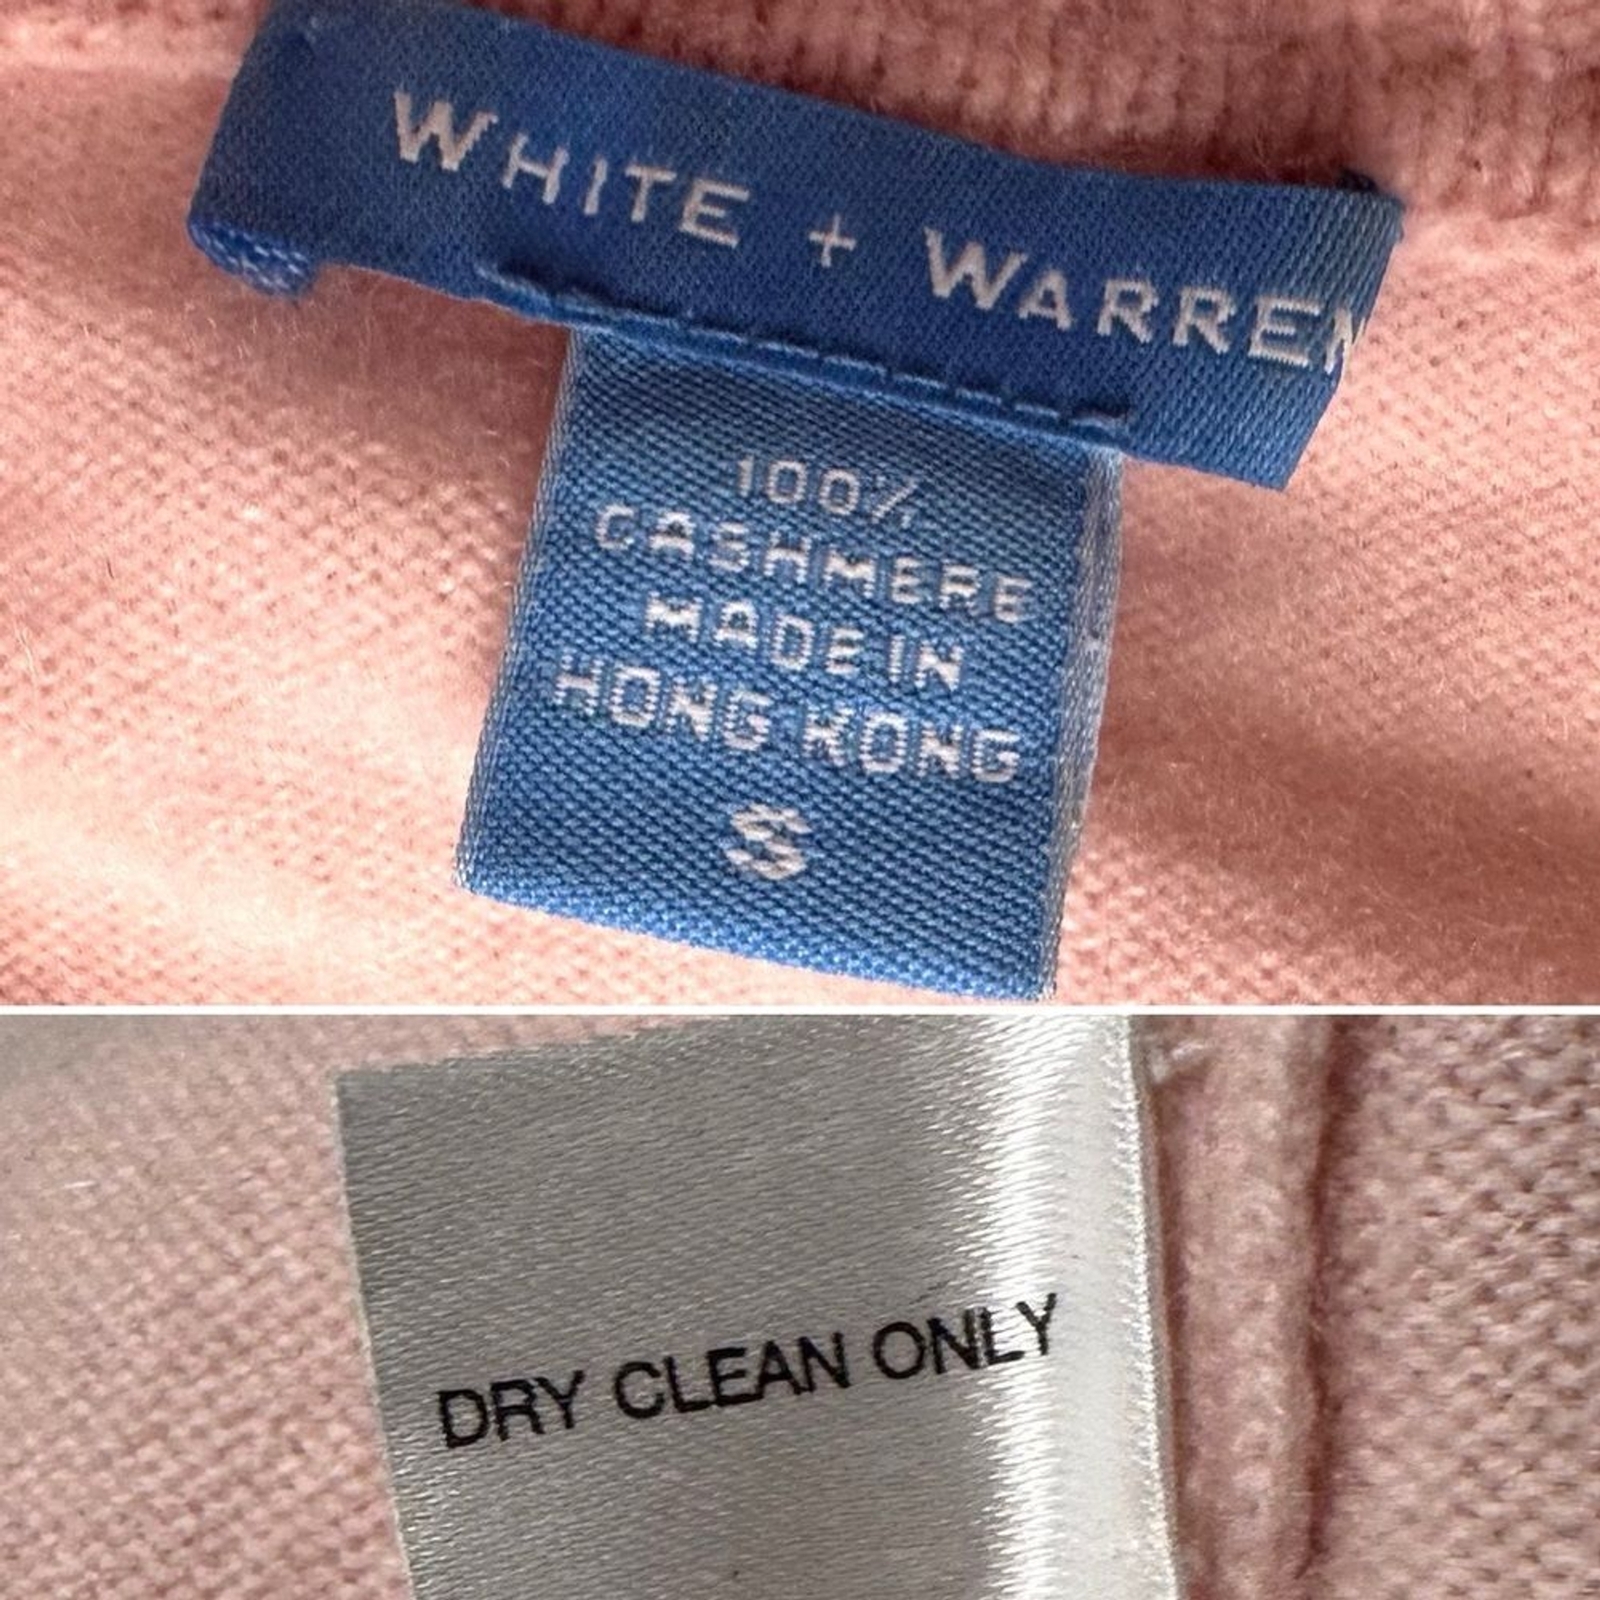 WHITE + WARREN
100%
CASHMERE
MADE IN
HONG KONG
S
DRY CLEAN ONLY